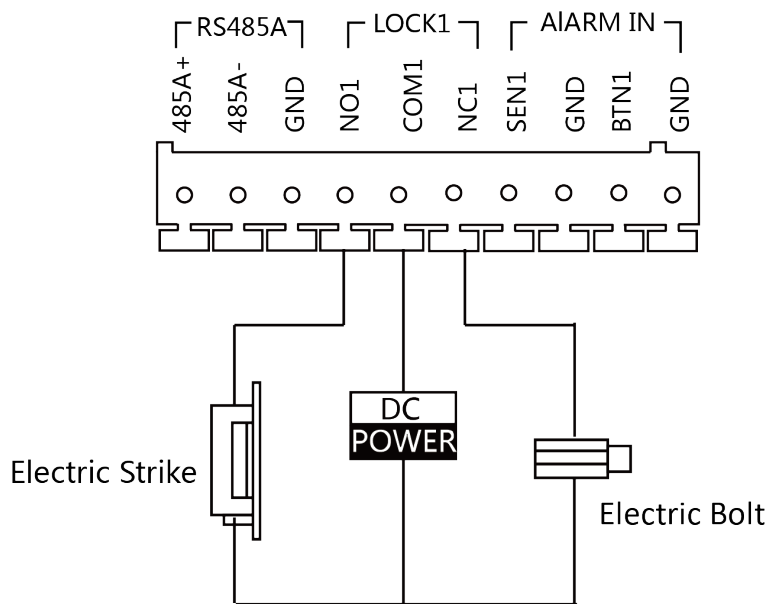 RS485A LOCK1 AlARM IN
485A+ 485A- GND NO1 COM1 NC1 SEN1 GND BTN1 GND
DC
POWER
Electric Strike
Electric Bolt